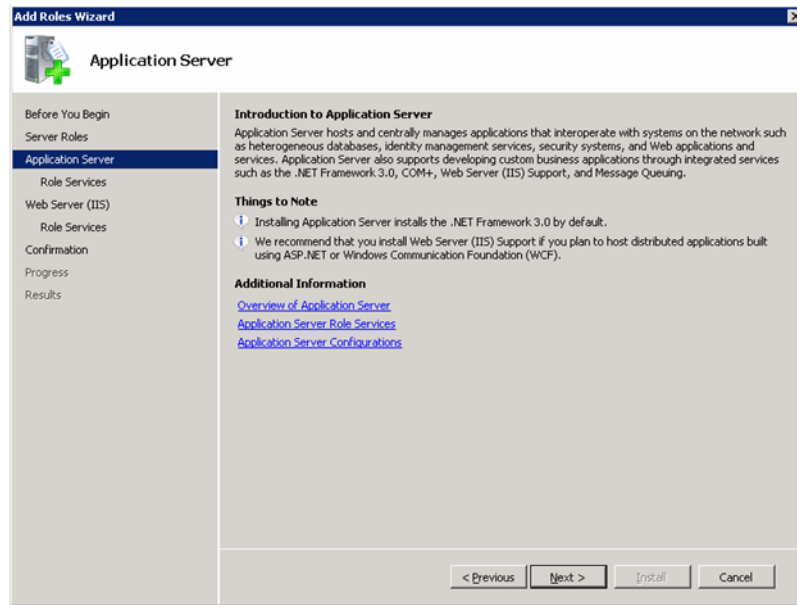 Add Roles Wizard
Application Server
Before You Begin
Server Roles
Application Server
Role Services
Web Server (IIS)
Role Services
Confirmation
Progress
Results
Introduction to Application Server
Application Server hosts and centrally manages applications that interoperate with systems on the network such
as heterogeneous databases, identity management services, security systems, and Web applications and
services. Application Server also supports developing custom business applications through integrated services
such as the .NET Framework 3.0, COM+, Web Server (IIS) Support, and Message Queuing.
Things to Note
Installing Application Server installs the .NET Framework 3.0 by default.
We recommend that you install Web Server (IIS) Support if you plan to host distributed applications built
using ASP.NET or Windows Communication Foundation (WCF).
Additional Information
Overview of Application Server
Application Server Role Services
Application Server Configurations
< Previous
Next >
Install
Cancel